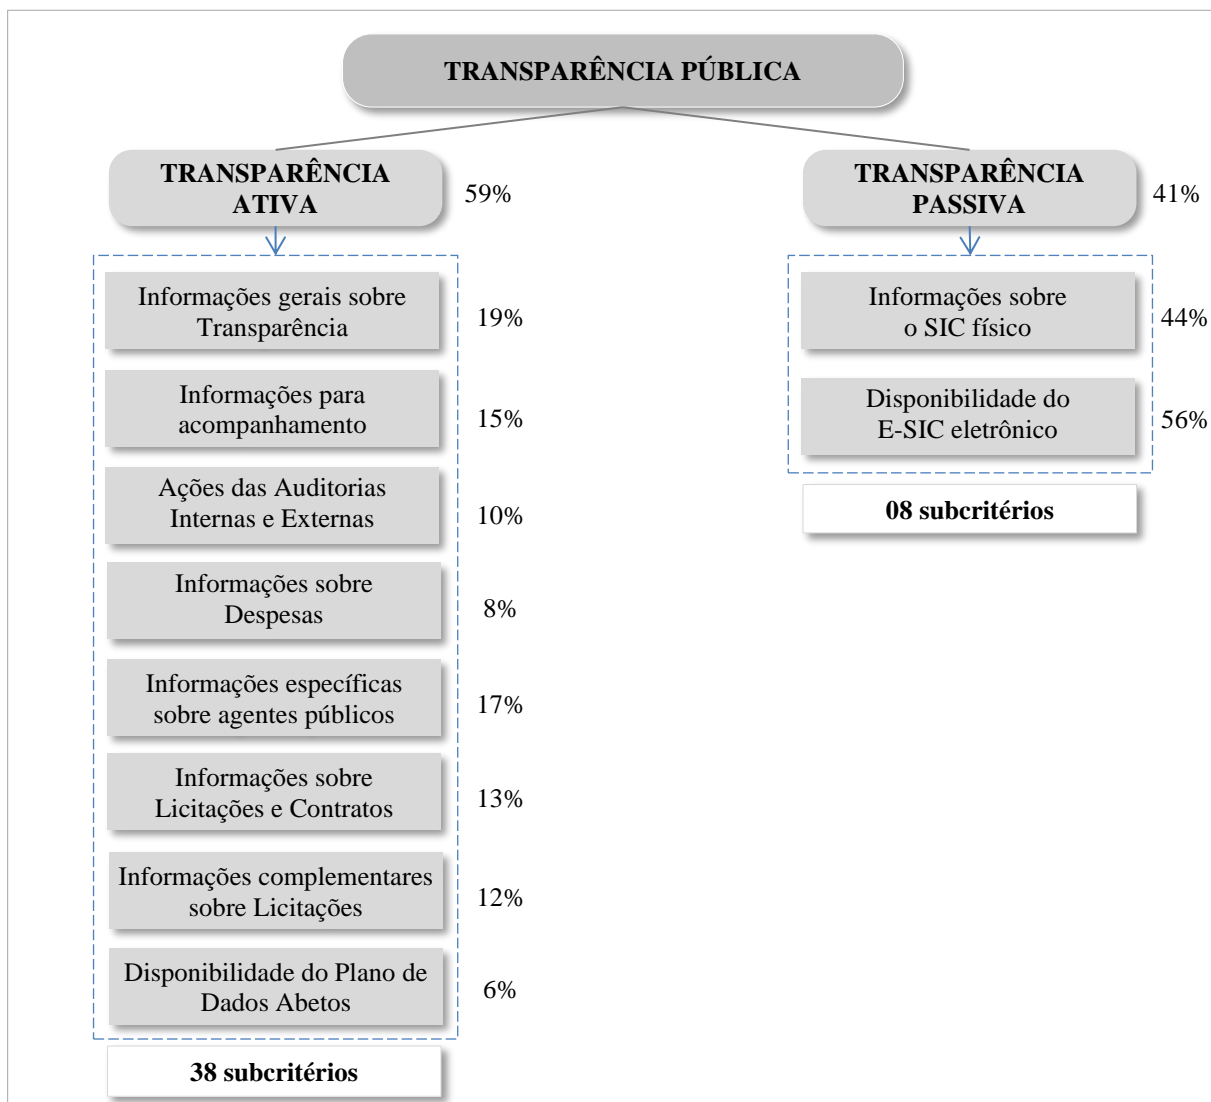 TRANSPARÊNCIA PÚBLICA
TRANSPARÊNCIA
ATIVA
59%
Informações gerais sobre
Transparência
19%
Informações para
acompanhamento
15%
Ações das Auditorias
Internas e Externas
10%
Informações sobre
Despesas
8%
Informações específicas
sobre agentes públicos
17%
Informações sobre
Licitações e Contratos
13%
Informações complementares
sobre Licitações
12%
Disponibilidade do Plano de
Dados Abetos
6%
38 subcritérios
TRANSPARÊNCIA
PASSIVA
41%
Informações sobre
o SIC físico
44%
Disponibilidade do
E-SIC eletrônico
56%
08 subcritérios